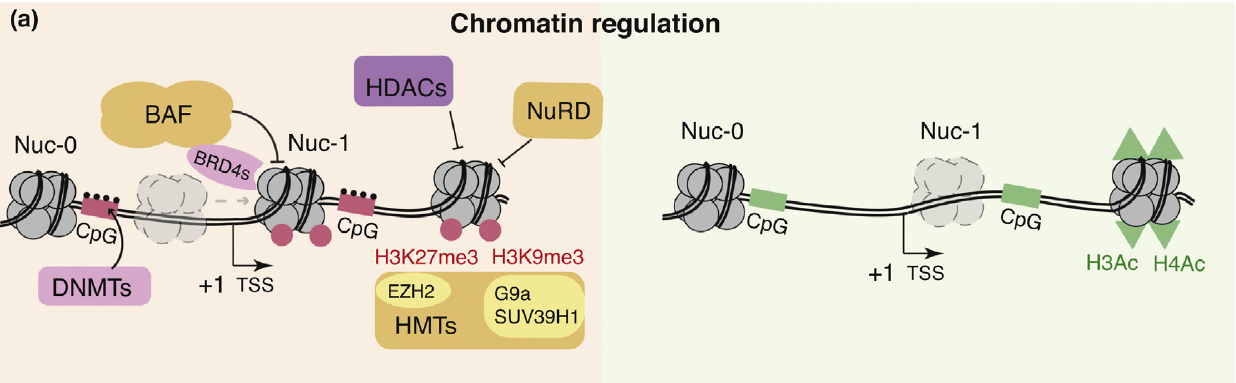 (a)
Chromatin regulation
HDACs
BAF
NuRD
Nuc-0
Nuc-1
BRD4s
CpG
CpG
DNMTs
+1 TSS
H3K27me3 H3K9me3
EZH2
G9a
SUV39H1
HMTs
Nuc-0
Nuc-1
CpG
CpG
+1 TSS
H3Ac H4Ac